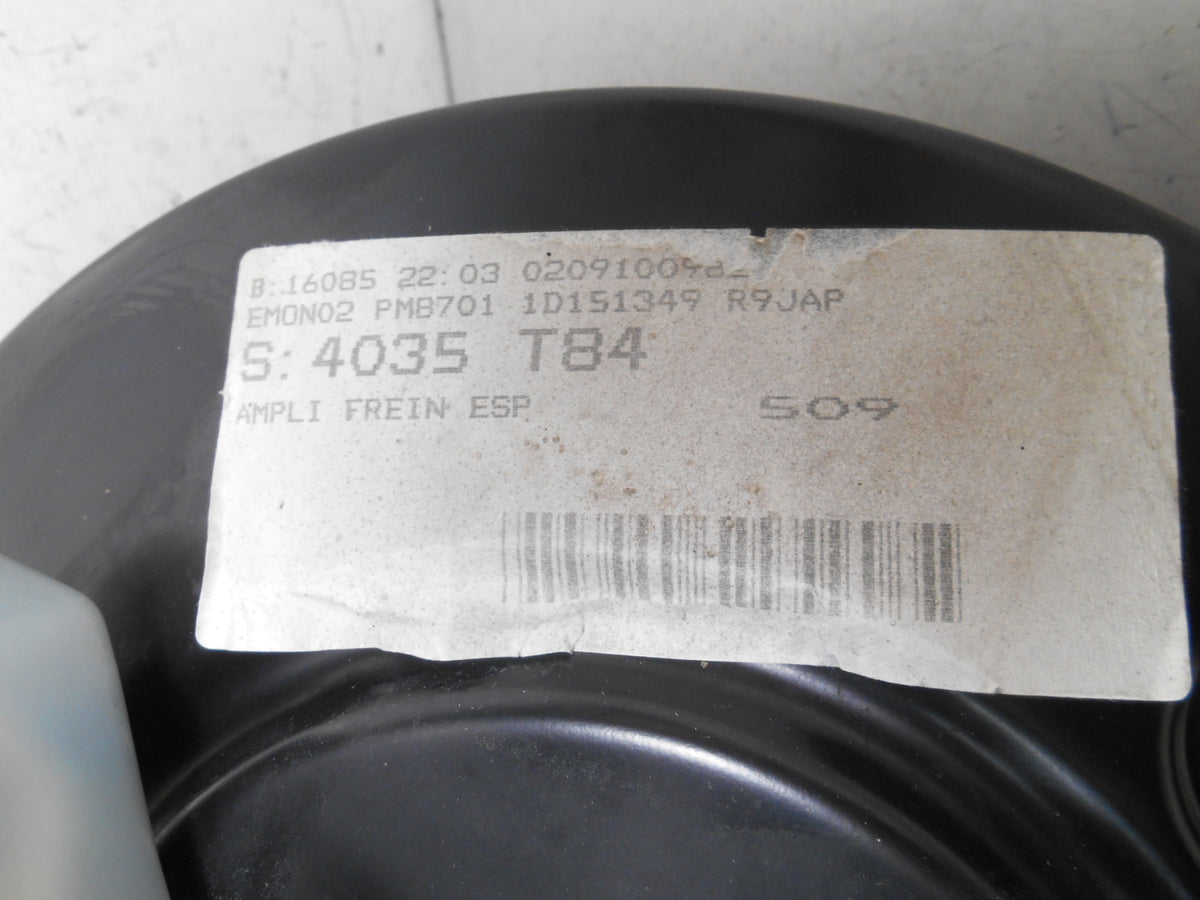 B:16085 22:03
EMON02 PM8701 1D151349 R9JAP
S: 4035 T84
AMPLI FREIN ESP 509